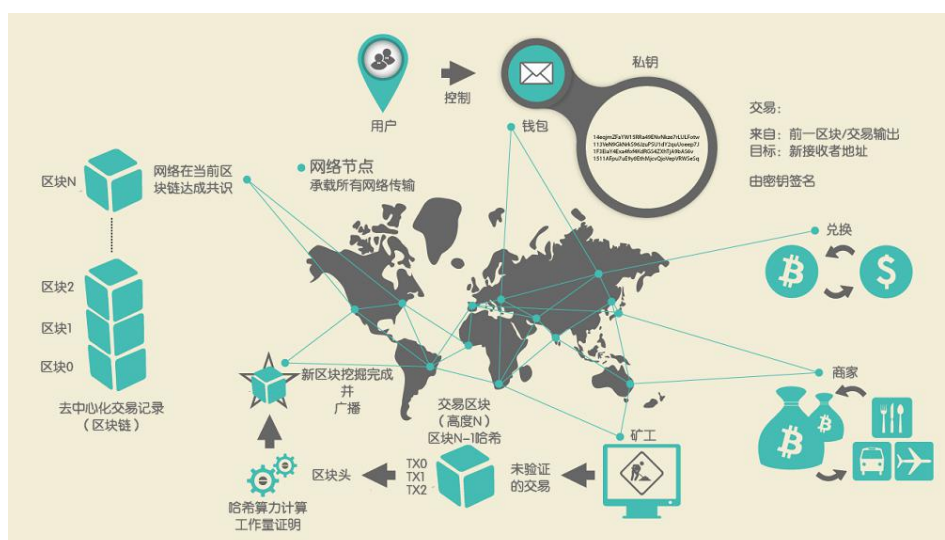 用户
控制
钱包
私钥
交易：
来自：前一区块/交易输出
目标：新接收者地址
由密钥签名
网络节点
承载所有网络传输
区块N
网络在当前区
块链达成共识
区块2
区块1
区块0
去中心化交易记录
（区块链）
兑换
商家
新区块挖掘完成
并
广播
交易区块
（高度N）
区块N-1哈希
矿工
未验证
的交易
TX0
TX1
TX2
区块头
哈希算力计算
工作量证明